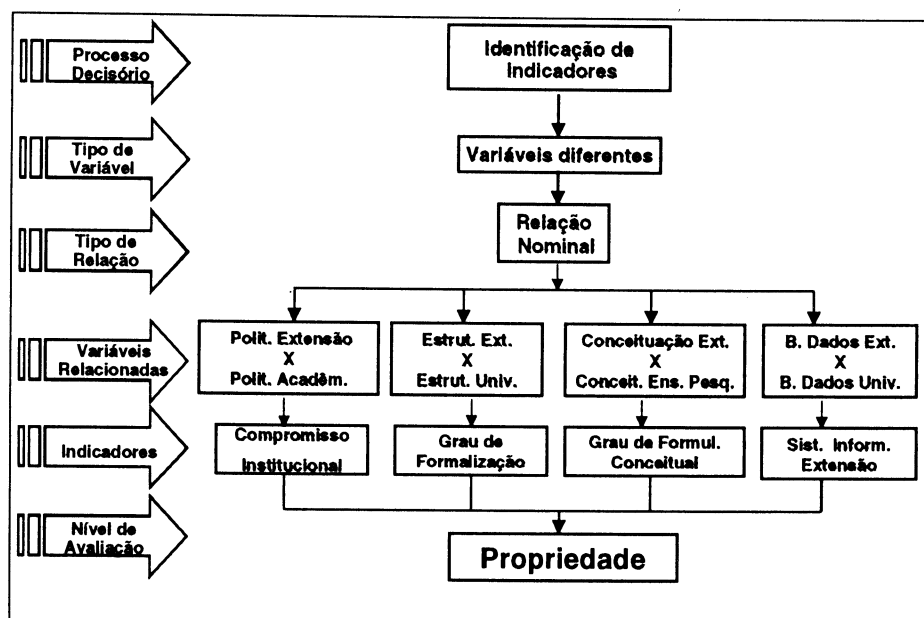 Processo
Decisório
Identificação de
Indicadores
Tipo de
Variável
Variáveis diferentes
Tipo de
Relação
Relação
Nominal
Variáveis
Relacionadas
Polit. Extensão
X
Polit. Acadêm.
Estrut. Ext.
X
Estrut. Univ.
Conceituação Ext.
X
Conceit. Ens. Pesq.
B. Dados Ext.
X
B. Dados Univ.
Indicadores
Compromisso
Institucional
Grau de
Formalização
Grau de Formul.
Conceitual
Sist. Inform.
Extensão
Nível de
Avaliação
Propriedade